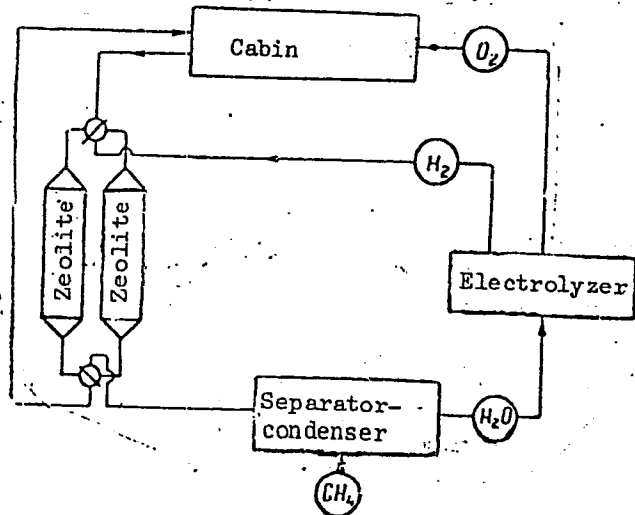 Cabin
O₂
H₂
Zeolite
Zeolite
Electrolyzer
Separator-
condenser
H₂O
CH₄